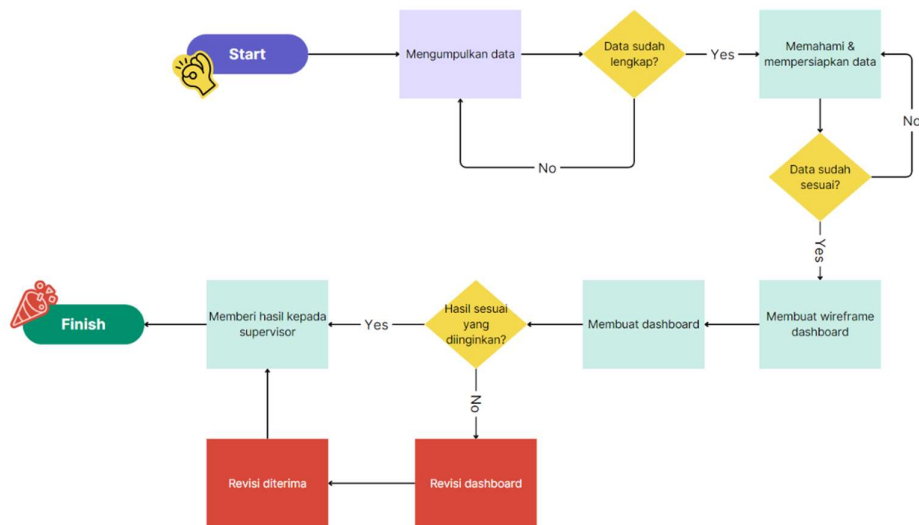 Start
Mengumpulkan data
Data sudah
lengkap?
Yes
Memahami &
mempersiapkan data
No
No
Data sudah
sesuai?
Yes
Finish
Memberi hasil kepada
supervisor
Yes
Hasil sesuai
yang
diinginkan?
Membuat dashboard
Membuat wireframe
dashboard
No
Revisi diterima
Revisi dashboard